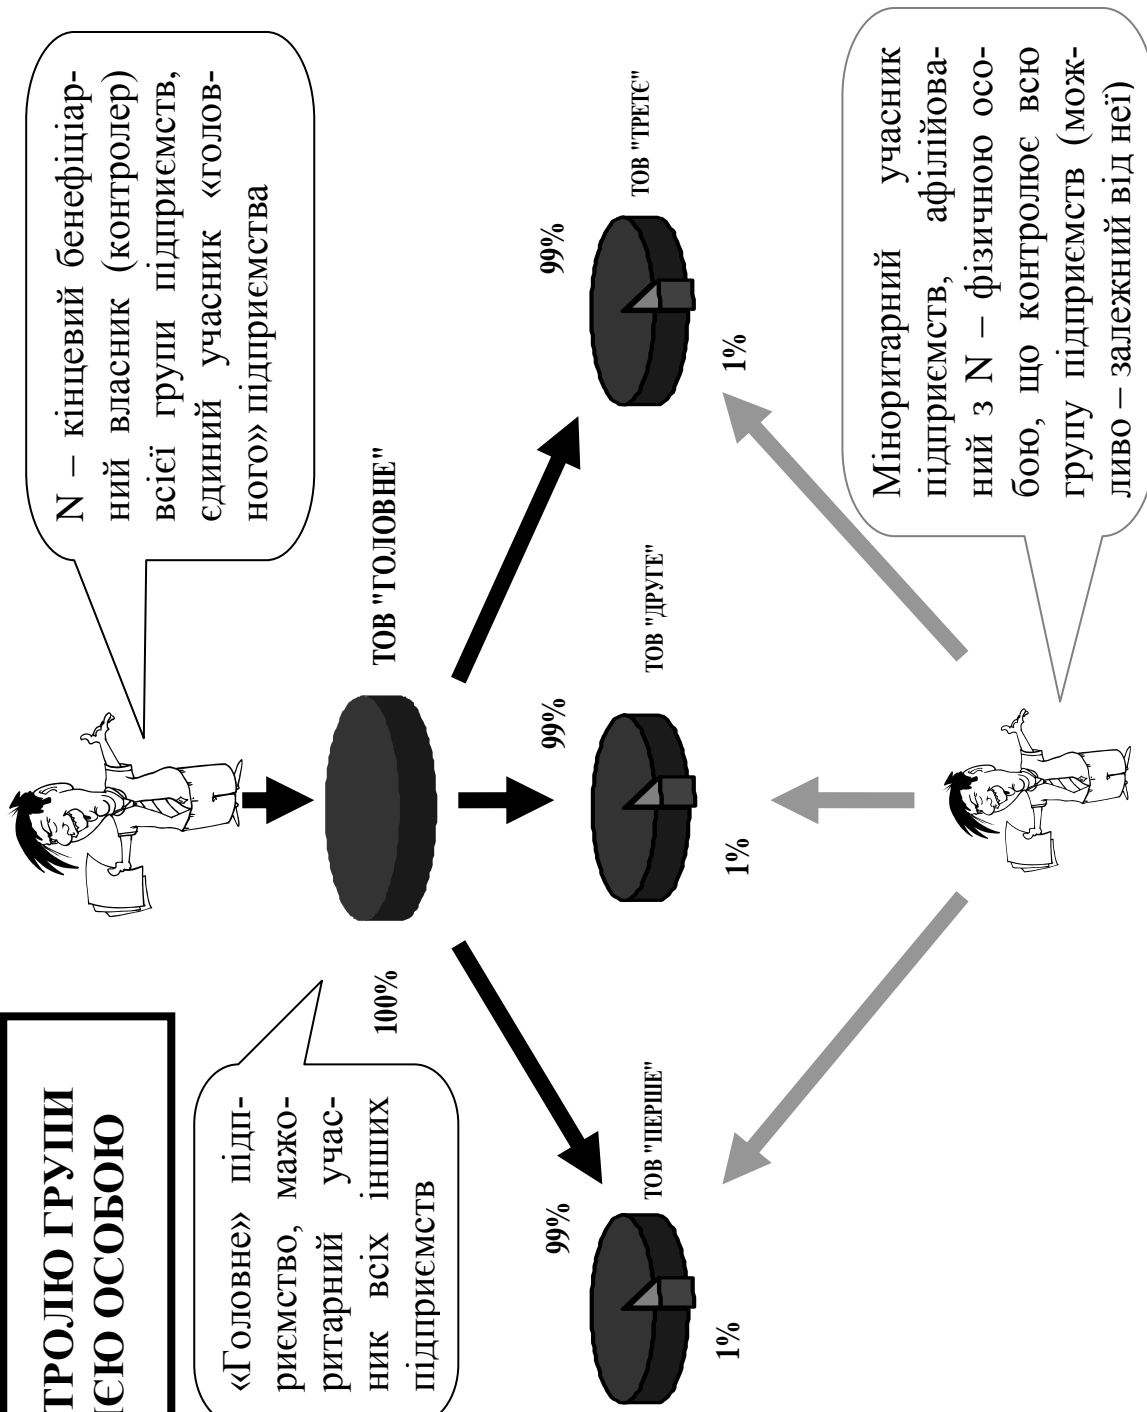 ТРОЛЮ ГРУПИ
ІЄЮ ОСОБОЮ
N – кінцевий бенефіціар-
ний власник (контролер)
всієї групи підприємств,
єдиний учасник «голов-
ного» підприємства
«Головне» підп-
риємство, мажо-
ритарний учас-
ник всіх інших
підприємств
100%
ТОВ "ГОЛОВНЕ"
99%
99%
99%
ТОВ "ПЕРШЕ"
ТОВ "ДРУГЕ"
ТОВ "ТРЕТЄ"
1%
1%
1%
Міноритарний учасник
підприємств, афілійова-
ний з N – фізичною осо-
бою, що контролює всю
групу підприємств (мож-
ливо – залежний від неї)